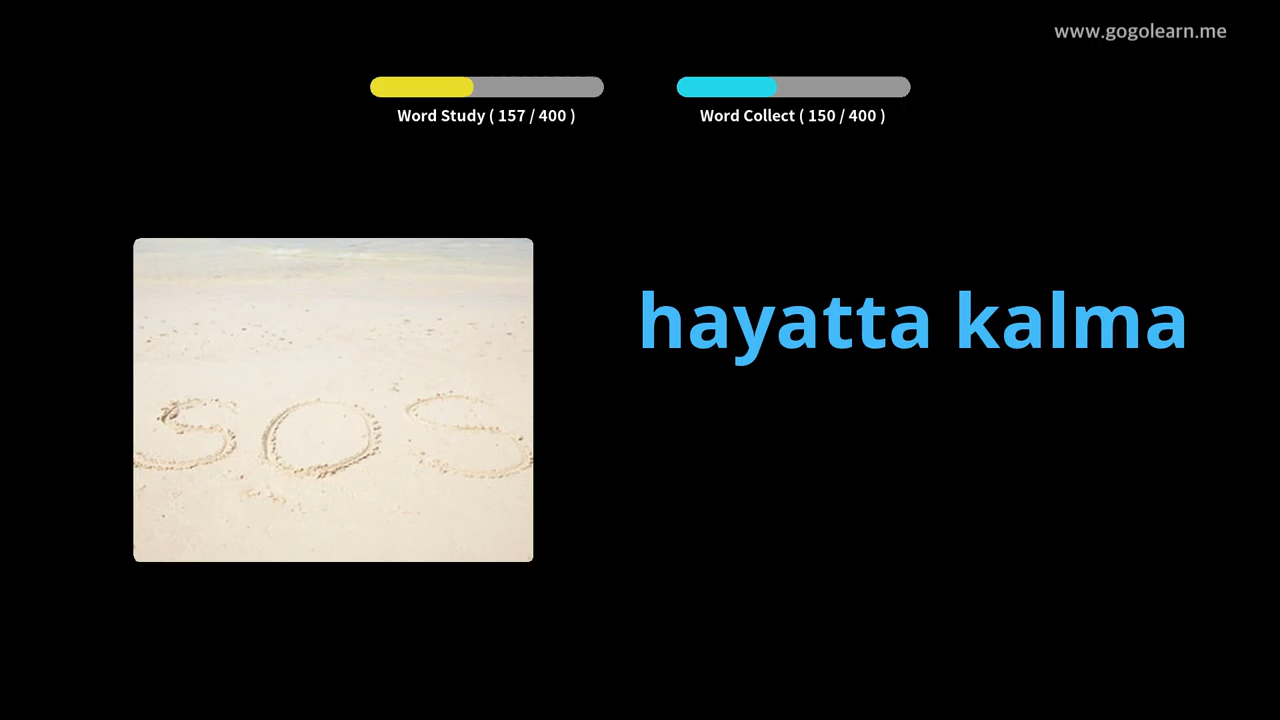 www.gogolearn.me
Word Study ( 157 / 400 )
Word Collect ( 150 / 400 )
hayatta kalma
SOS